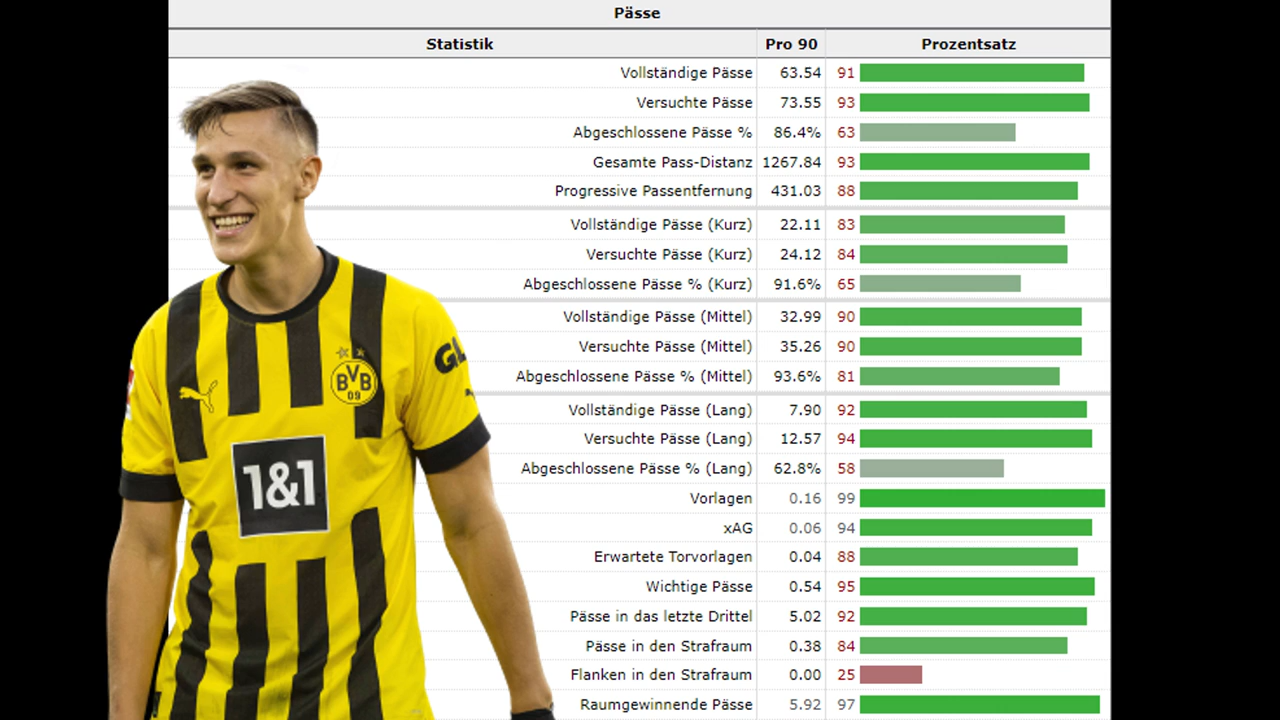 Pässe
Statistik Pro 90 Prozentsatz
Vollständige Pässe 63.54 91
Versuchte Pässe 73.55 93
Abgeschlossene Pässe % 86.4% 63
Gesamte Pass-Distanz 1267.84 93
Progressive Passentfernung 431.03 88
Vollständige Pässe (Kurz) 22.11 83
Versuchte Pässe (Kurz) 24.12 84
Abgeschlossene Pässe % (Kurz) 91.6% 65
Vollständige Pässe (Mittel) 32.99 90
Versuchte Pässe (Mittel) 35.26 90
Abgeschlossene Pässe % (Mittel) 93.6% 81
Vollständige Pässe (Lang) 7.90 92
Versuchte Pässe (Lang) 12.57 94
Abgeschlossene Pässe % (Lang) 62.8% 58
Vorlagen 0.16 99
xAG 0.06 94
Erwartete Torvorlagen 0.04 88
Wichtige Pässe 0.54 95
Pässe in das letzte Drittel 5.02 92
Pässe in den Strafraum 0.38 84
Flanken in den Strafraum 0.00 25
Raumgewinnende Pässe 5.92 97
BVB
09
1&1